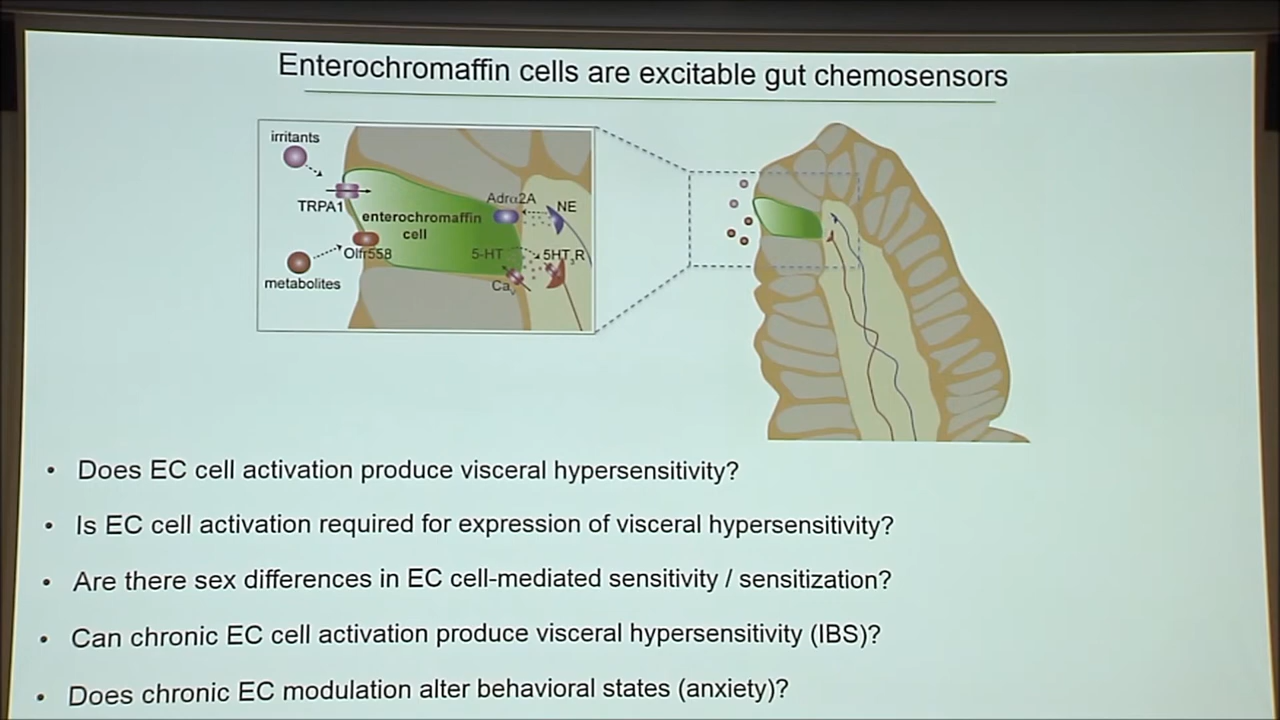 Enterochromaffin cells are excitable gut chemosensors
irritants
TRPA1
Adrα2A
NE
enterochromaffin
cell
Olfr558
5-HT
5HT₃R
metabolites
Caᵥ
• Does EC cell activation produce visceral hypersensitivity?
• Is EC cell activation required for expression of visceral hypersensitivity?
• Are there sex differences in EC cell-mediated sensitivity / sensitization?
• Can chronic EC cell activation produce visceral hypersensitivity (IBS)?
• Does chronic EC modulation alter behavioral states (anxiety)?